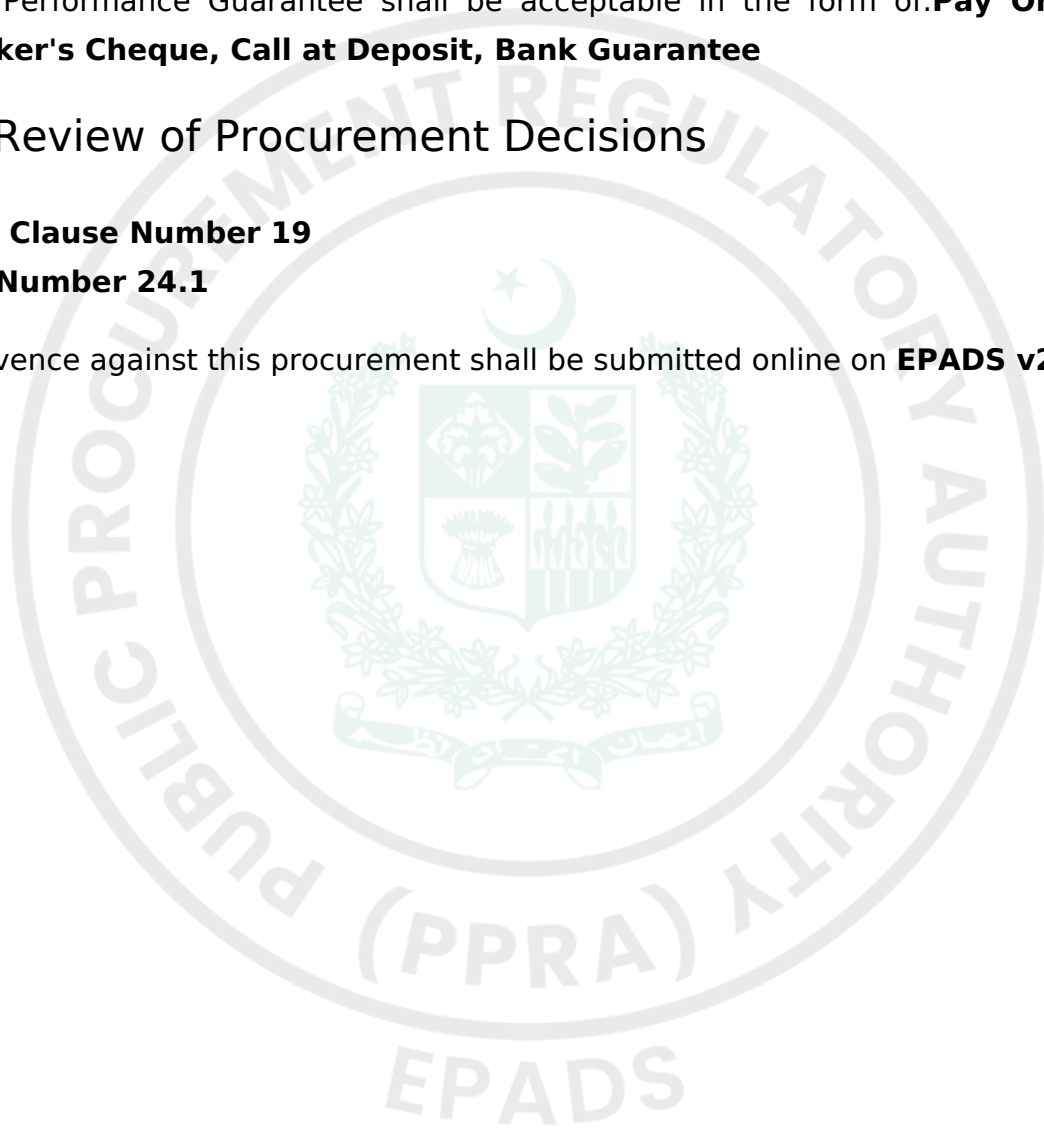 Performance Guarantee shall be acceptable in the form of:Pay Or
ker's Cheque, Call at Deposit, Bank Guarantee
Review of Procurement Decisions
Clause Number 19
Number 24.1
vence against this procurement shall be submitted online on EPADS v2
PUBLIC PROCUREMENT REGULATORY AUTHORITY
(PPRA)
EPADS